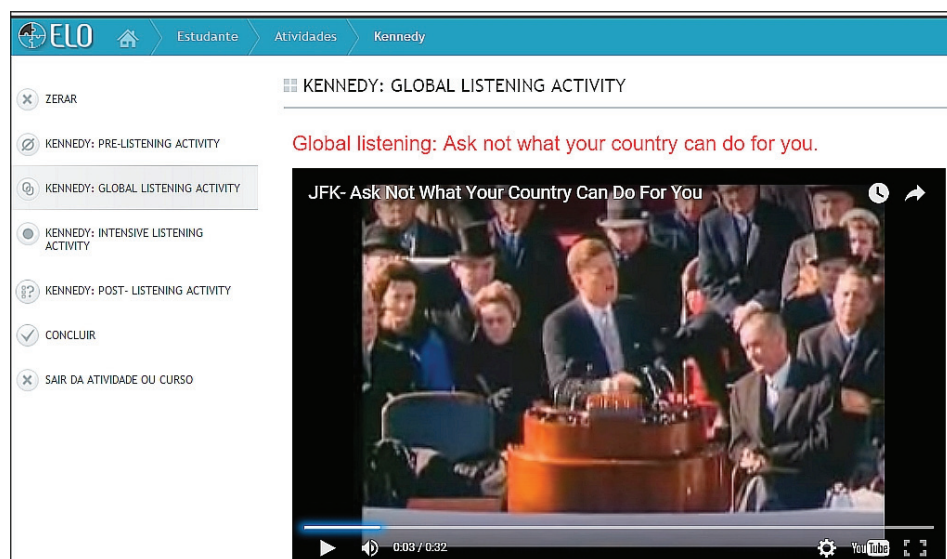 ELO
Estudante
Atividades
Kennedy
ZERAR
KENNEDY: PRE-LISTENING ACTIVITY
KENNEDY: GLOBAL LISTENING ACTIVITY
KENNEDY: INTENSIVE LISTENING
ACTIVITY
KENNEDY: POST- LISTENING ACTIVITY
CONCLUIR
SAIR DA ATIVIDADE OU CURSO
KENNEDY: GLOBAL LISTENING ACTIVITY
Global listening: Ask not what your country can do for you.
JFK- Ask Not What Your Country Can Do For You
0:03 / 0:32
YouTube